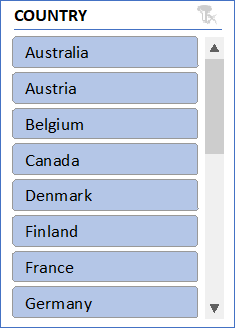 COUNTRY
Australia
Austria
Belgium
Canada
Denmark
Finland
France
Germany